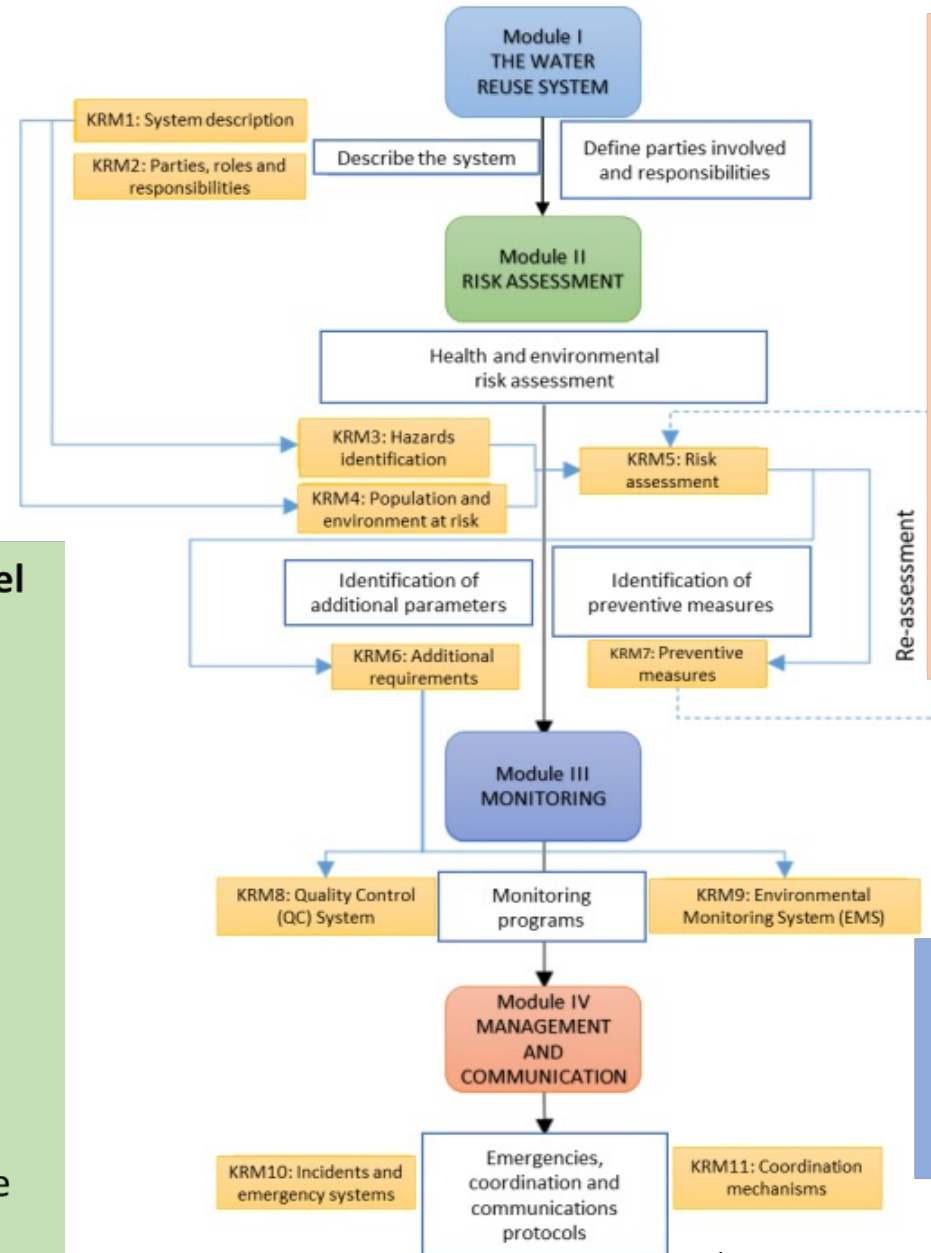 Module I
THE WATER
REUSE SYSTEM
KRM1: System description
KRM2: Parties, roles and
responsibilities
Describe the system
Define parties involved
and responsibilities
Module II
RISK ASSESSMENT
Health and environmental
risk assessment
KRM3: Hazards
identification
KRM4: Population and
environment at risk
KRM5: Risk
assessment
Re-assessment
el
Identification of
additional parameters
Identification of
preventive measures
KRM6: Additional
requirements
KRM7: Preventive
measures
Module III
MONITORING
KRM8: Quality Control
(QC) System
Monitoring
programs
KRM9: Environmental
Monitoring System (EMS)
Module IV
MANAGEMENT
AND
COMMUNICATION
e
KRM10: Incidents and
emergency systems
Emergencies,
coordination and
communications
protocols
KRM11: Coordination
mechanisms